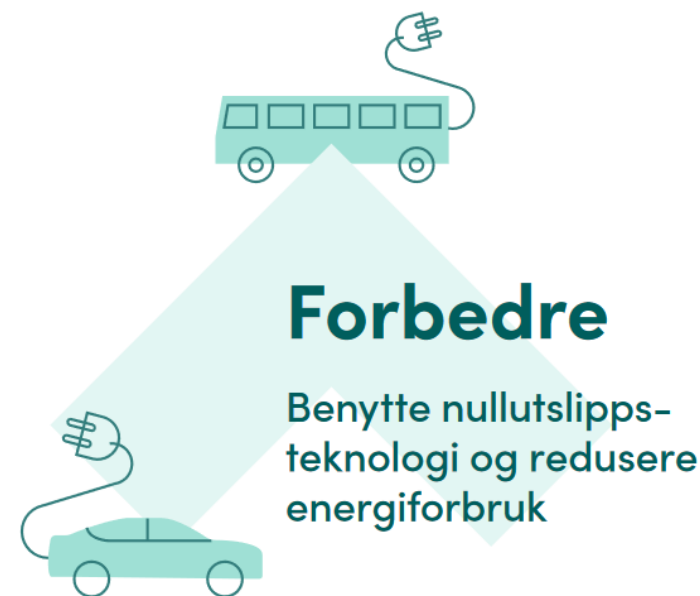 Forbedre
Benytte nullutslipps-
teknologi og redusere
energiforbruk